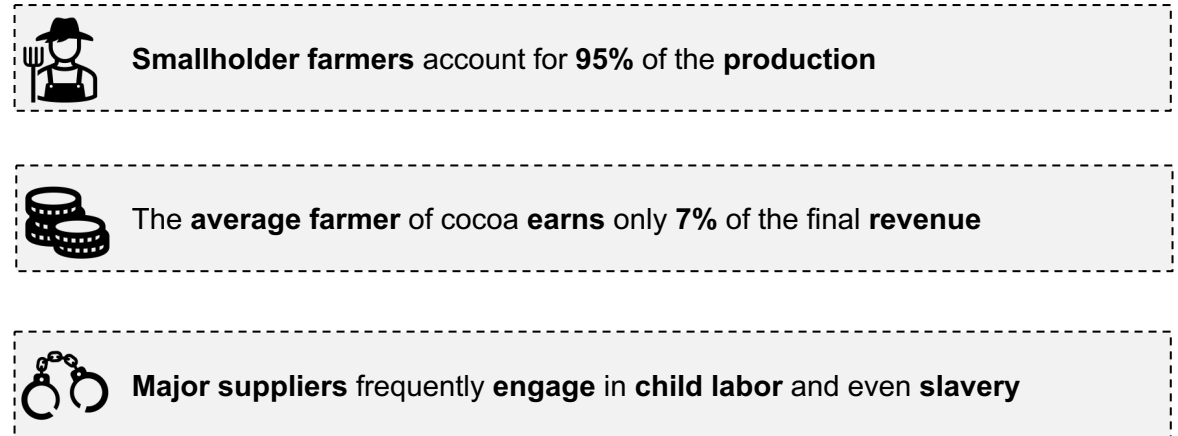 Smallholder farmers account for 95% of the production
The average farmer of cocoa earns only 7% of the final revenue
Major suppliers frequently engage in child labor and even slavery